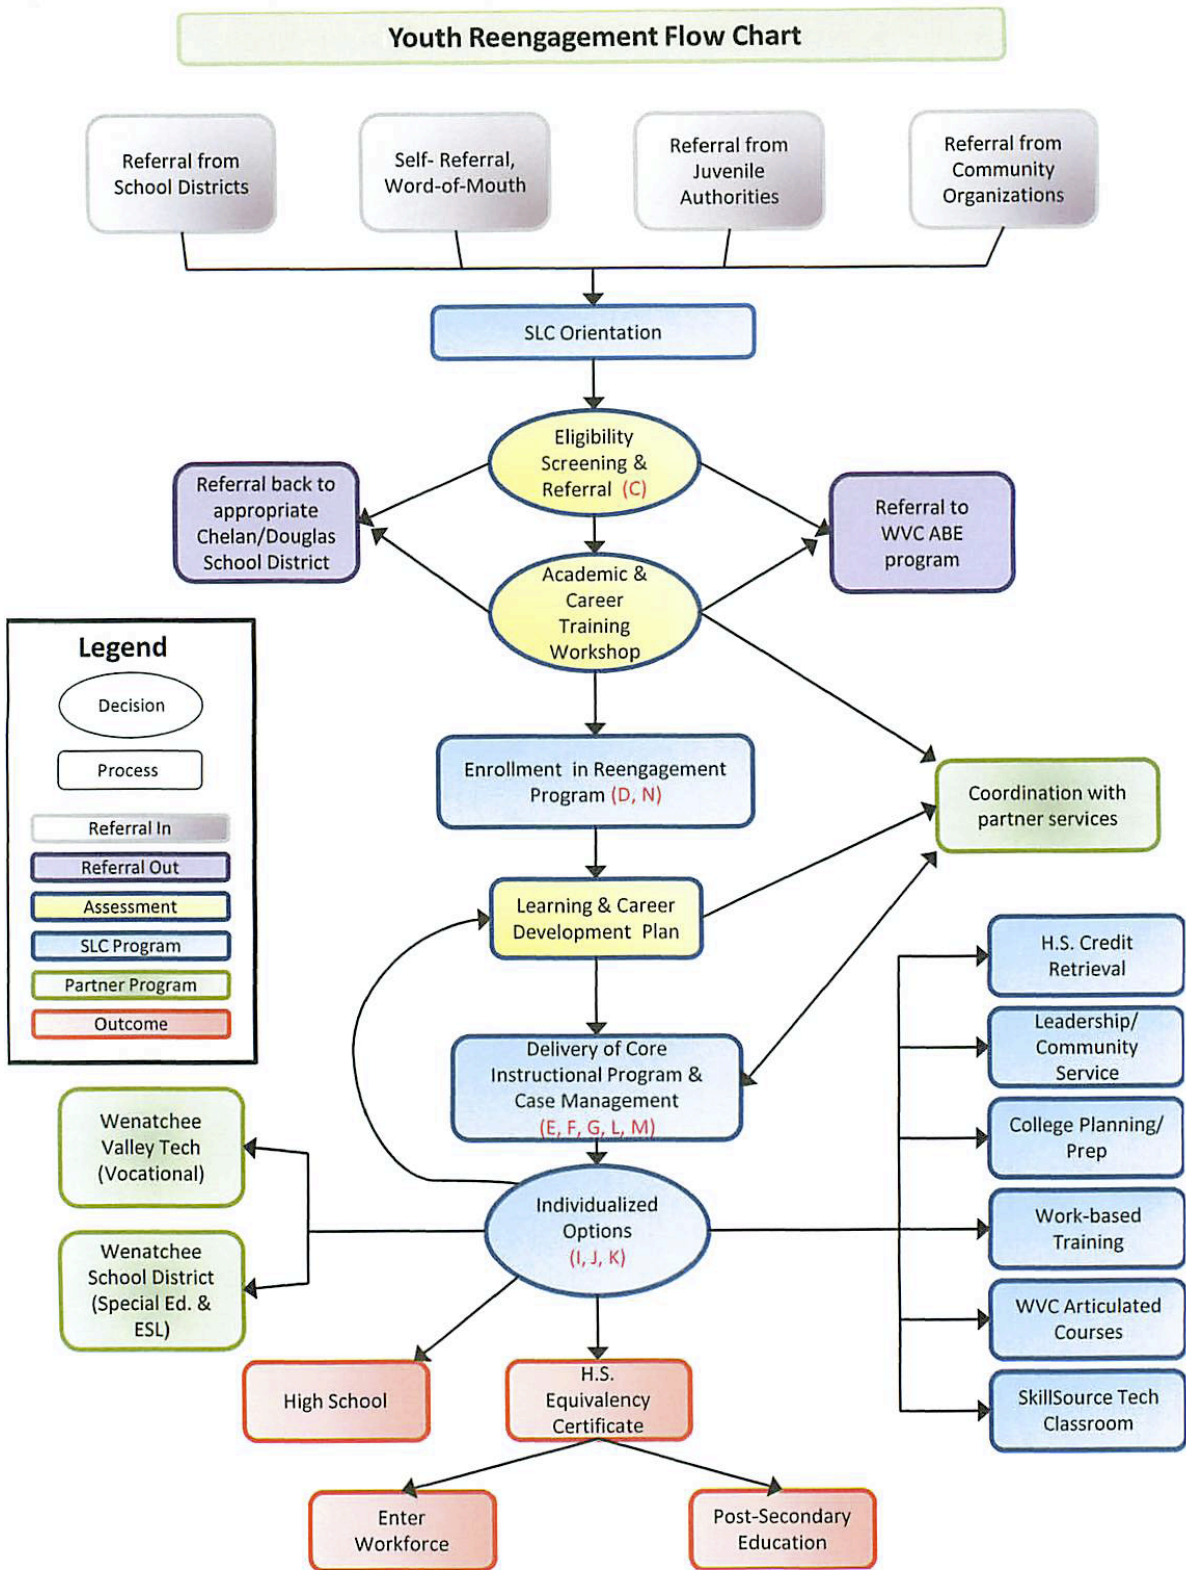 Youth Reengagement Flow Chart
Referral from
School Districts
Self- Referral,
Word-of-Mouth
Referral from
Juvenile
Authorities
Referral from
Community
Organizations
SLC Orientation
Eligibility
Screening &
Referral (C)
Referral back to
appropriate
Chelan/Douglas
School District
Referral to
WVC ABE
program
Academic &
Career
Training
Workshop
Legend
Decision
Process
Referral In
Referral Out
Assessment
SLC Program
Partner Program
Outcome
Enrollment in Reengagement
Program (D, N)
Coordination with
partner services
Learning & Career
Development Plan
Delivery of Core
Instructional Program &
Case Management
(E, F, G, L, M)
H.S. Credit
Retrieval
Leadership/
Community
Service
College Planning/
Prep
Work-based
Training
WVC Articulated
Courses
SkillSource Tech
Classroom
Wenatchee
Valley Tech
(Vocational)
Wenatchee
School District
(Special Ed. &
ESL)
Individualized
Options
(I, J, K)
High School
H.S.
Equivalency
Certificate
Enter
Workforce
Post-Secondary
Education